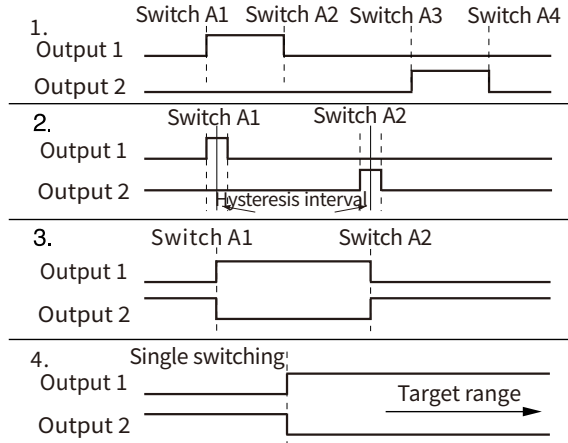 1.
Switch A1 Switch A2 Switch A3 Switch A4
Output 1
Output 2
2.
Switch A1 Switch A2
Output 1
Output 2
Hysteresis interval
3.
Switch A1 Switch A2
Output 1
Output 2
4.
Single switching
Output 1
Target range
Output 2